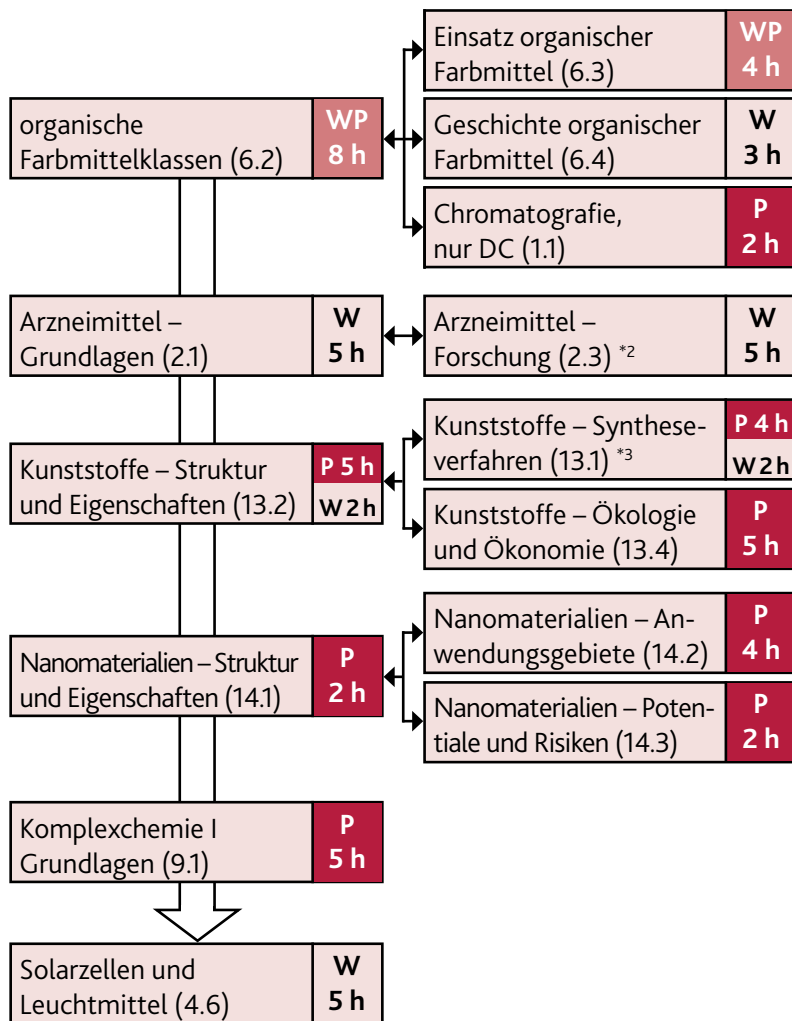 Einsatz organischer
Farbmittel (6.3)
WP
4 h
organische
Farbmittelklassen (6.2)
WP
8 h
Geschichte organischer
Farbmittel (6.4)
W
3 h
Chromatografie,
nur DC (1.1)
P
2 h
Arzneimittel –
Grundlagen (2.1)
W
5 h
Arzneimittel –
Forschung (2.3) *2
W
5 h
Kunststoffe – Struktur
und Eigenschaften (13.2)
P 5 h
W 2 h
Kunststoffe – Synthese-
verfahren (13.1) *3
P 4 h
W 2 h
Kunststoffe – Ökologie
und Ökonomie (13.4)
P
5 h
Nanomaterialien – Struktur
und Eigenschaften (14.1)
P
2 h
Nanomaterialien – An-
wendungsgebiete (14.2)
P
4 h
Nanomaterialien – Poten-
tiale und Risiken (14.3)
P
2 h
Komplexchemie I
Grundlagen (9.1)
P
5 h
Solarzellen und
Leuchtmittel (4.6)
W
5 h